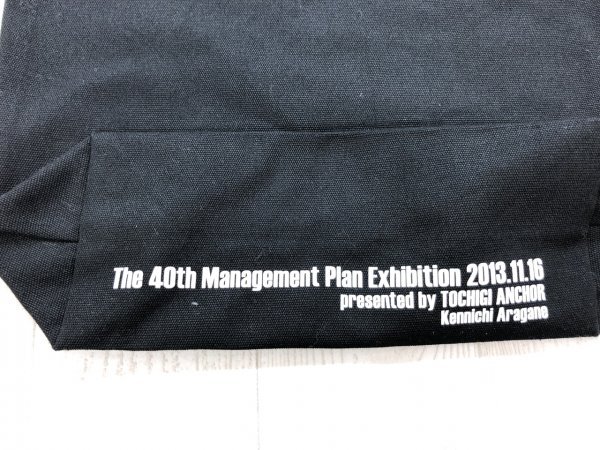 The 40th Management Plan Exhibition 2013.11.16
presented by TOCHIGI ANCHOR
Kennichi Aragane